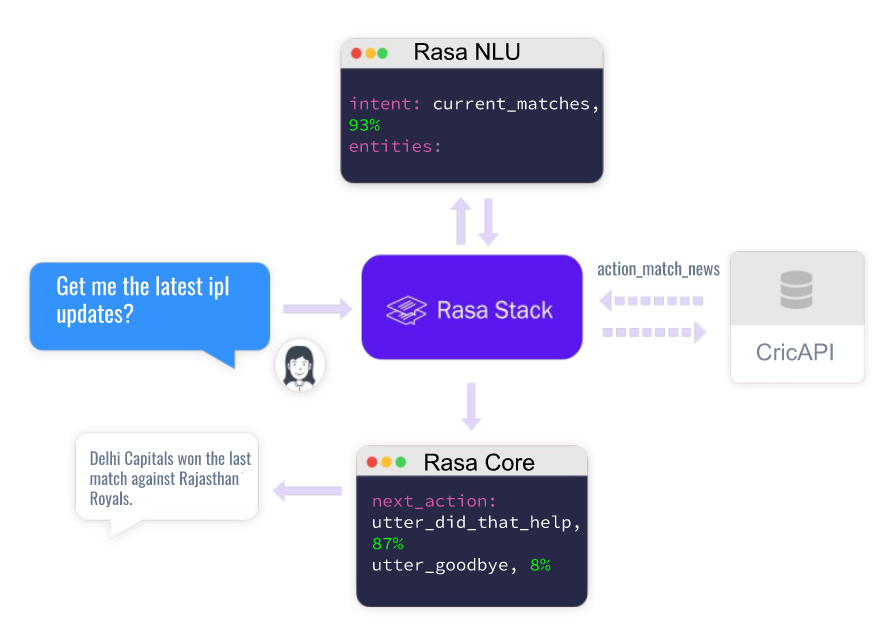 Rasa NLU
intent: current_matches,
93%
entities:
Get me the latest ipl
updates?
Rasa Stack
action_match_news
CricAPI
Delhi Capitals won the last
match against Rajasthan
Royals.
Rasa Core
next_action:
utter_did_that_help,
87%
utter_goodbye, 8%